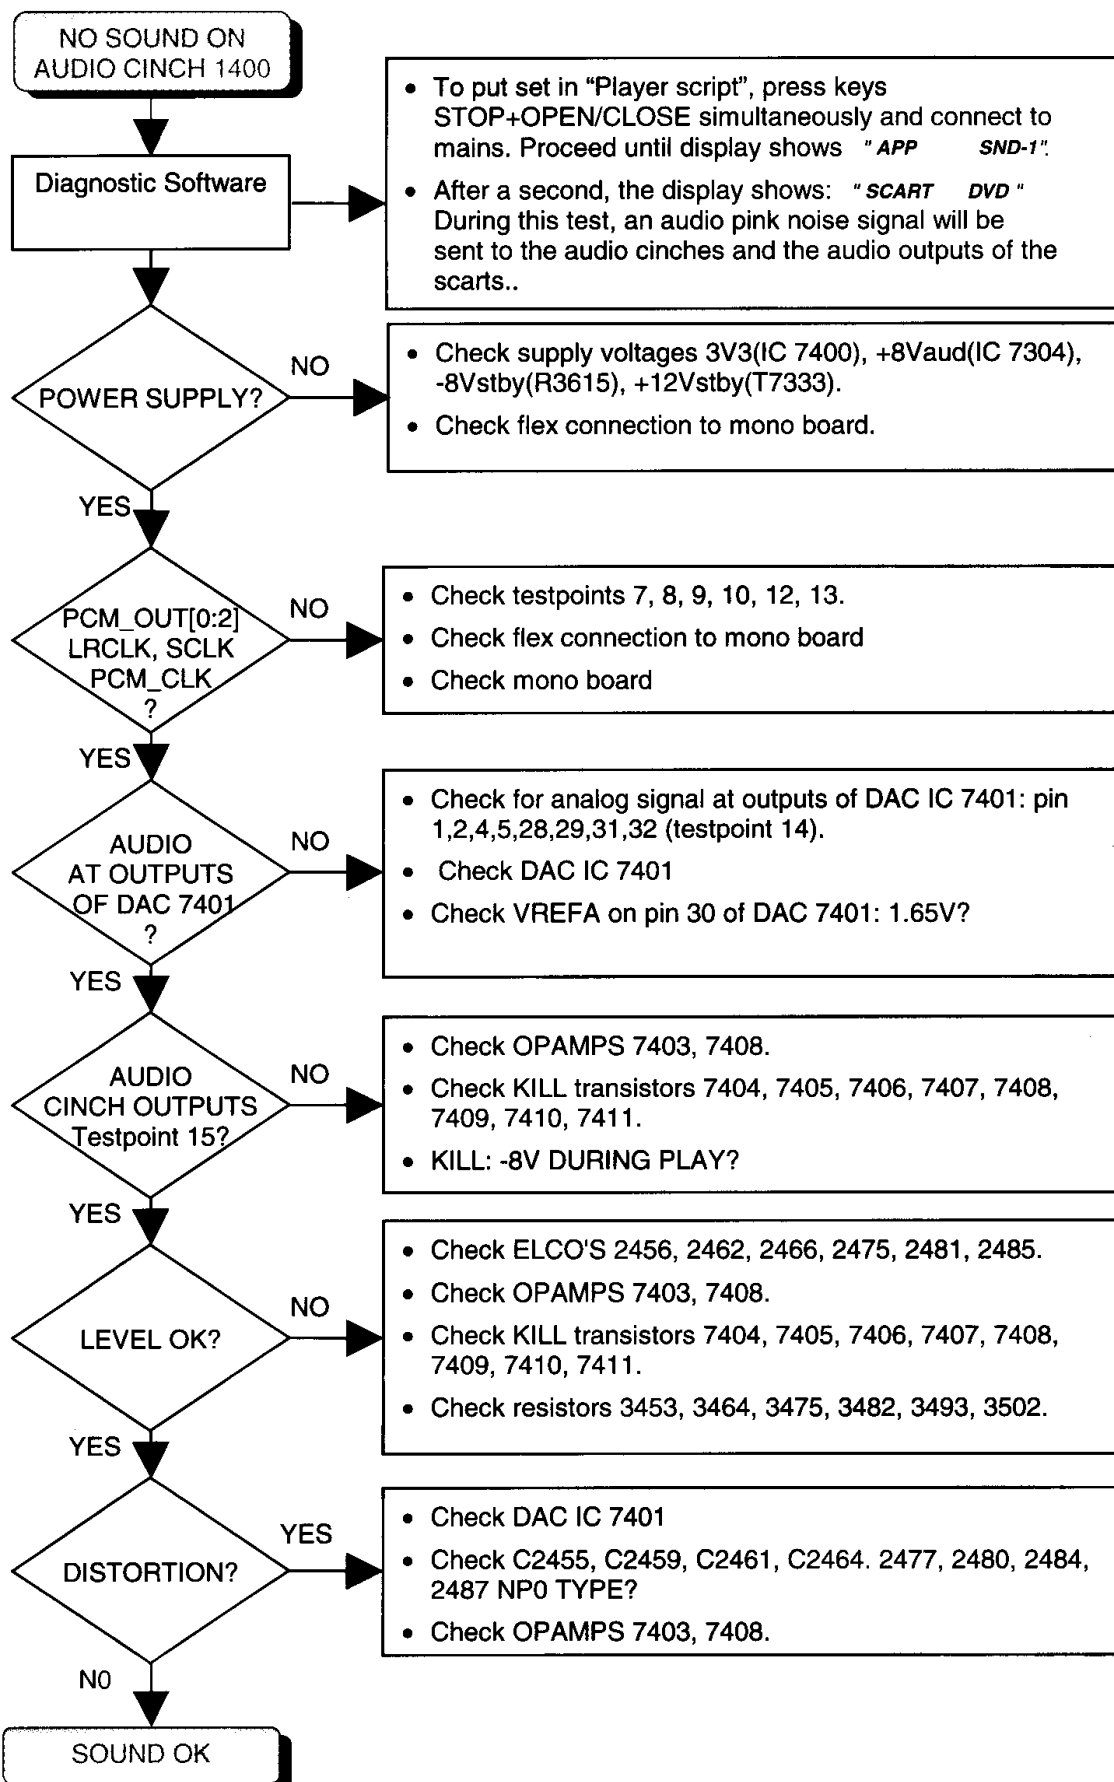 NO SOUND ON
AUDIO CINCH 1400
Diagnostic Software
• To put set in “Player script”, press keys
STOP+OPEN/CLOSE simultaneously and connect to
mains. Proceed until display shows "APP SND-1".
• After a second, the display shows: "SCART DVD "
During this test, an audio pink noise signal will be
sent to the audio cinches and the audio outputs of the
scarts..
POWER SUPPLY?
NO
• Check supply voltages 3V3(IC 7400), +8Vaud(IC 7304),
-8Vstby(R3615), +12Vstby(T7333).
• Check flex connection to mono board.
YES
PCM_OUT[0:2]
LRCLK, SCLK
PCM_CLK
?
NO
• Check testpoints 7, 8, 9, 10, 12, 13.
• Check flex connection to mono board
• Check mono board
YES
AUDIO
AT OUTPUTS
OF DAC 7401
?
NO
• Check for analog signal at outputs of DAC IC 7401: pin
1,2,4,5,28,29,31,32 (testpoint 14).
• Check DAC IC 7401
• Check VREFA on pin 30 of DAC 7401: 1.65V?
YES
AUDIO
CINCH OUTPUTS
Testpoint 15?
NO
• Check OPAMPS 7403, 7408.
• Check KILL transistors 7404, 7405, 7406, 7407, 7408,
7409, 7410, 7411.
• KILL: -8V DURING PLAY?
YES
LEVEL OK?
NO
• Check ELCO'S 2456, 2462, 2466, 2475, 2481, 2485.
• Check OPAMPS 7403, 7408.
• Check KILL transistors 7404, 7405, 7406, 7407, 7408,
7409, 7410, 7411.
• Check resistors 3453, 3464, 3475, 3482, 3493, 3502.
YES
DISTORTION?
YES
• Check DAC IC 7401
• Check C2455, C2459, C2461, C2464. 2477, 2480, 2484,
2487 NP0 TYPE?
• Check OPAMPS 7403, 7408.
N0
SOUND OK